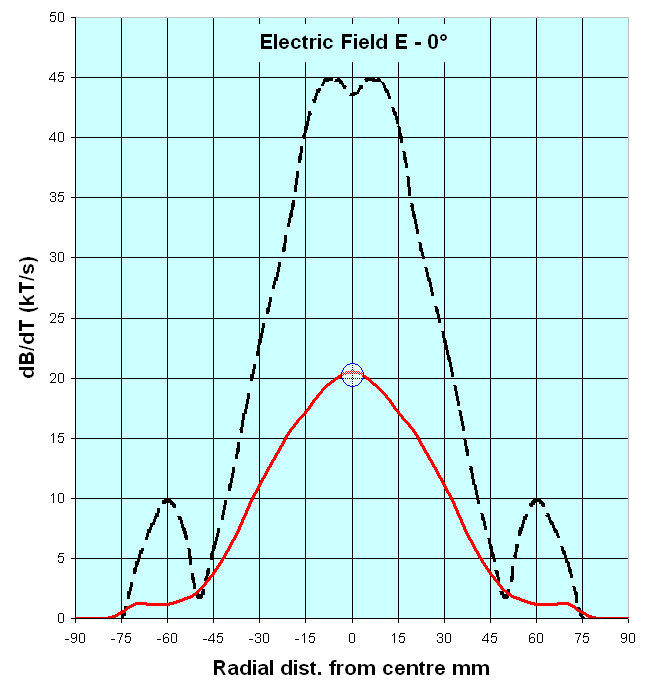 Electric Field E - 0°
50
45
40
35
30
25
20
15
10
5
0
dB/dT (kT/s)
-90 -75 -60 -45 -30 -15 0 15 30 45 60 75 90
Radial dist. from centre mm